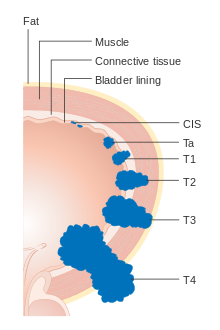 Fat
Muscle
Connective tissue
Bladder lining
CIS
Ta
T1
T2
T3
T4